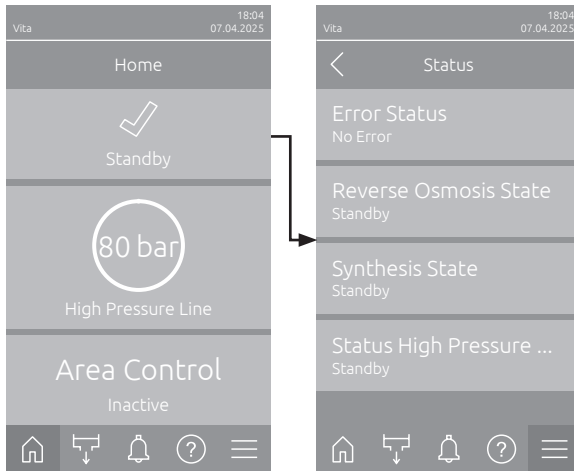 18:04
Vita 07.04.2025
Home
Standby
80 bar
High Pressure Line
Area Control
Inactive
?
18:04
Vita 07.04.2025
Status
Error Status
No Error
Reverse Osmosis State
Standby
Synthesis State
Standby
Status High Pressure ...
Standby
?